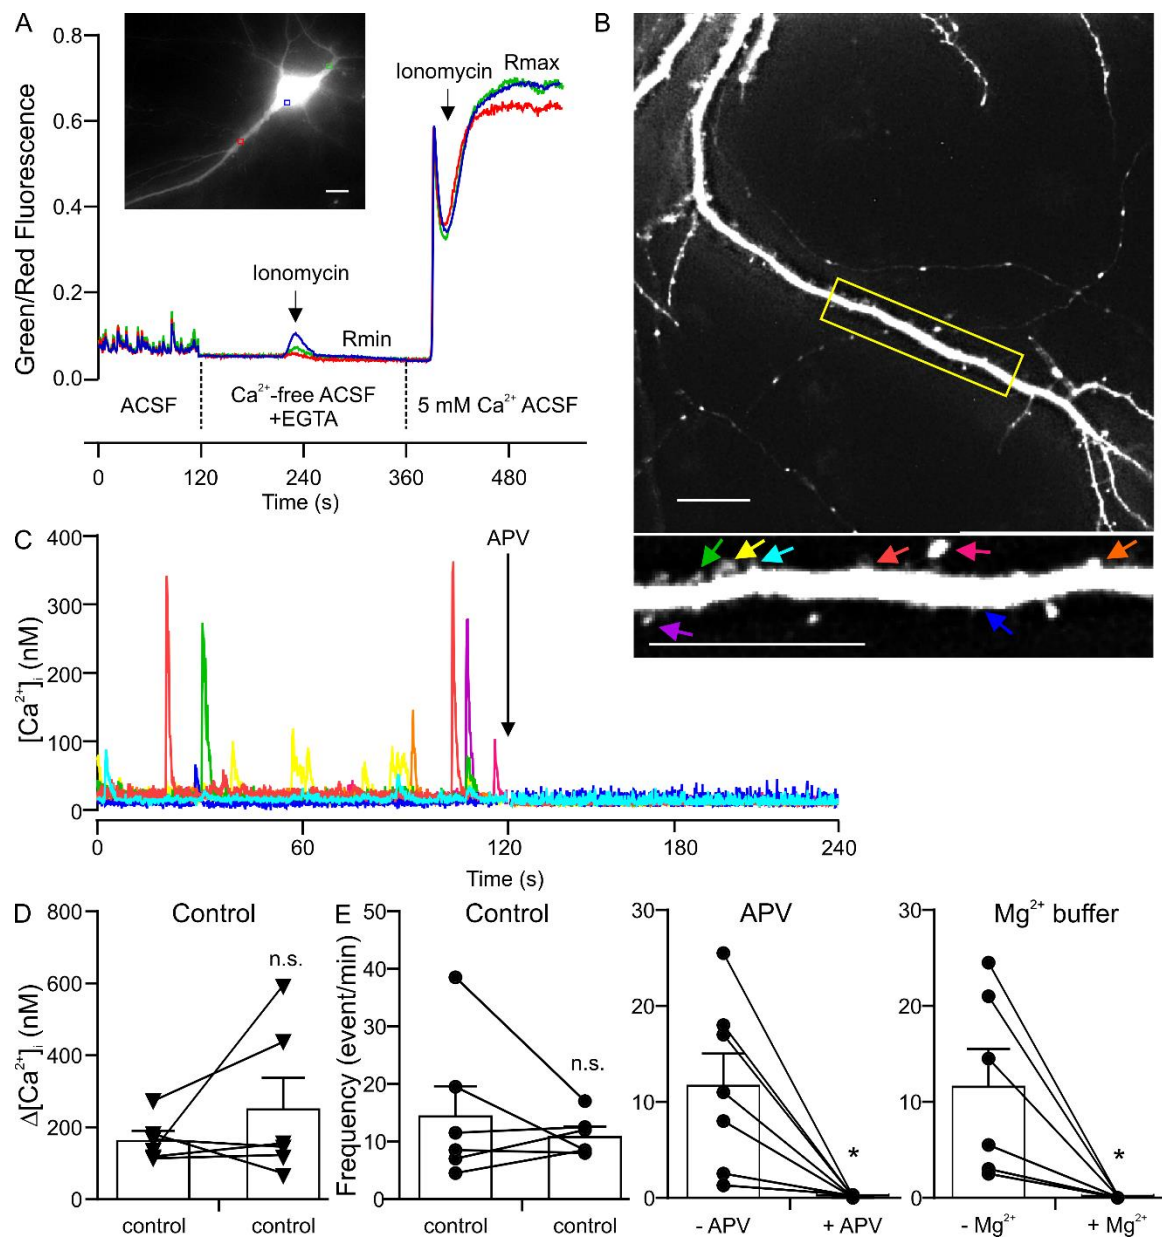 A
0.8
0.6
0.4
0.2
0.0
Green/Red Fluorescence
Ionomycin
Rmax
Ionomycin
Rmin
ACSF
Ca²⁺-free ACSF
+EGTA
5 mM Ca²⁺ ACSF
0 120 240 360 480
Time (s)
B
C
400
300
200
100
0
[Ca²⁺]i (nM)
APV
0 60 120 180 240
Time (s)
D
Control
800
600
400
200
0
Δ[Ca²⁺]i (nM)
n.s.
control control
E
Control
50
40
30
20
10
0
Frequency (event/min)
n.s.
control control
APV
30
20
10
0
*
- APV + APV
Mg²⁺ buffer
30
20
10
0
*
- Mg²⁺ + Mg²⁺